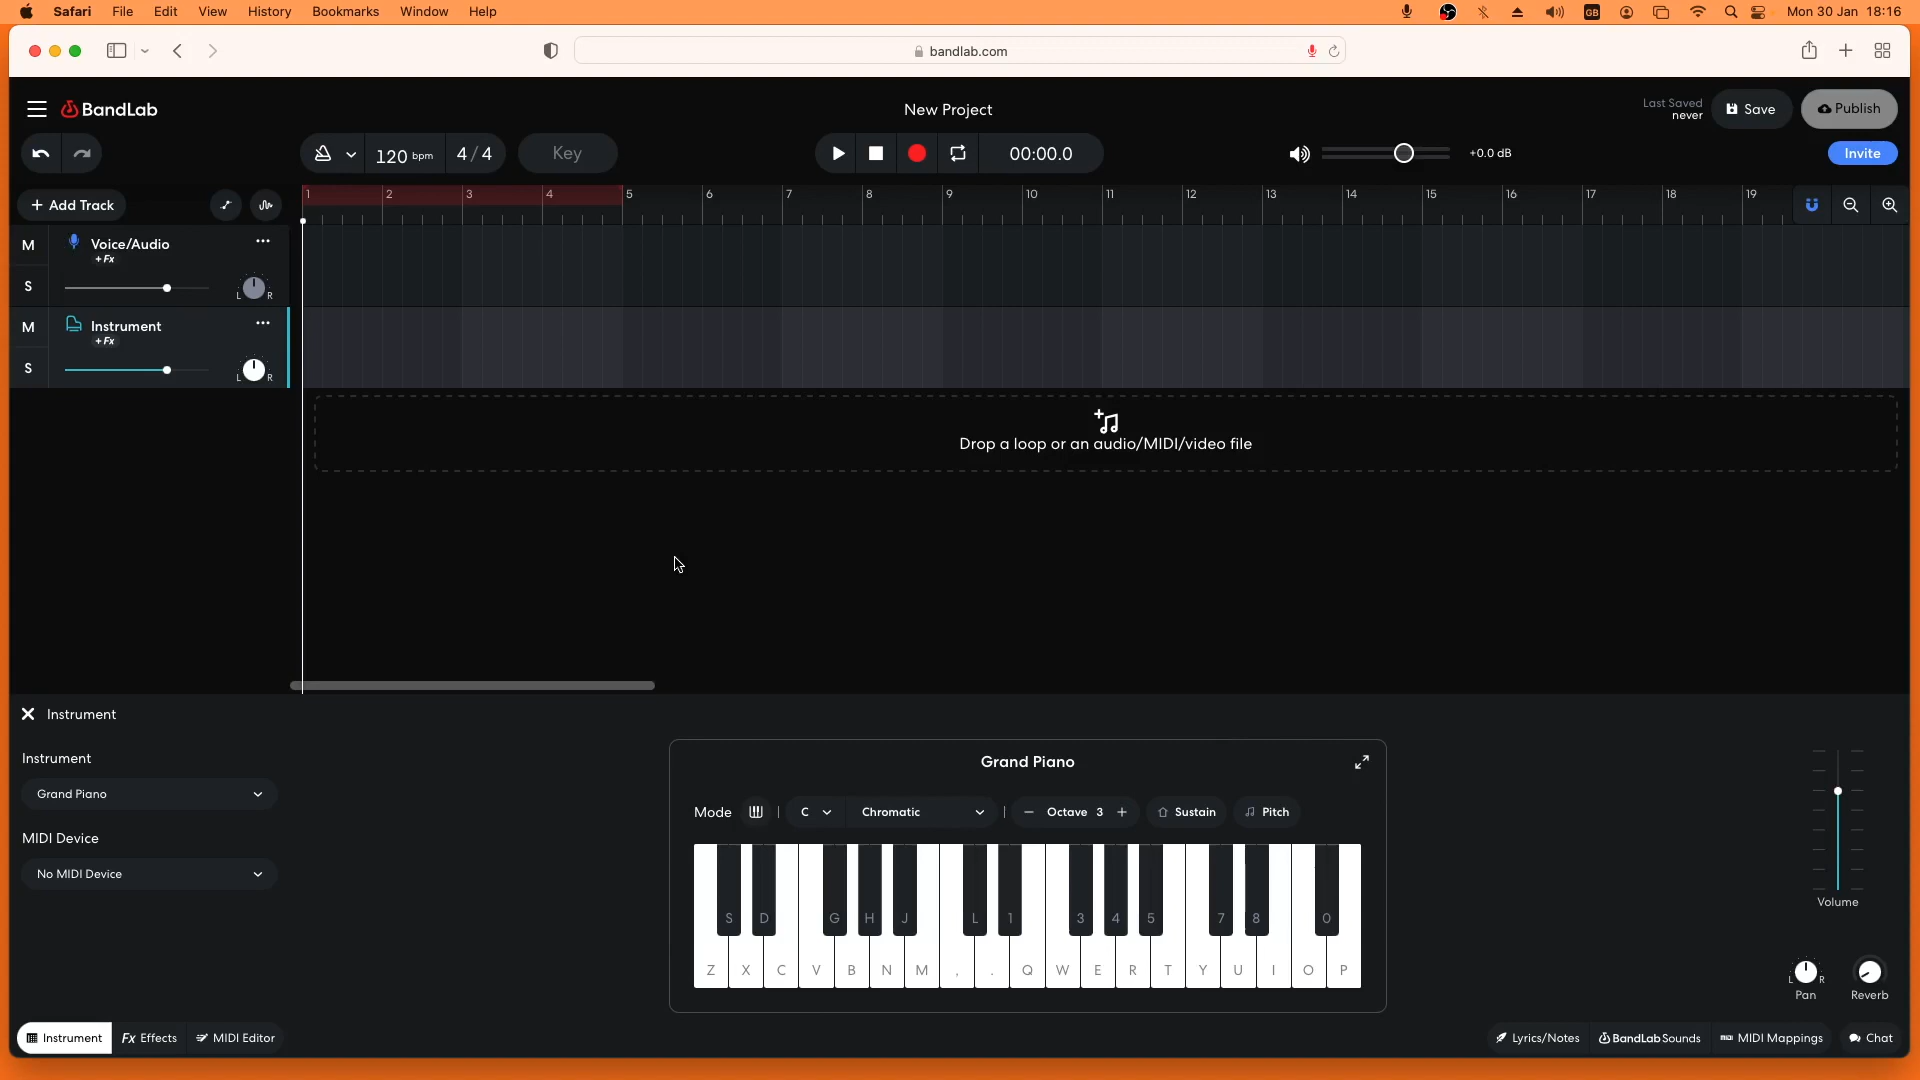 Safari File Edit View History Bookmarks Window Help GB Mon 30 Jan 18:16
bandlab.com
BandLab
New Project
Last Saved
never
Save
Publish
120 bpm
4 / 4
Key
00:00.0
+0.0 dB
Invite
+ Add Track
1 2 3 4 5 6 7 8 9 10 11 12 13 14 15 16 17 18 19
M Voice/Audio ...
+ Fx
S L R
M Instrument ...
+ Fx
S L R
Drop a loop or an audio/MIDI/video file
Instrument
Instrument
Grand Piano
MIDI Device
No MIDI Device
Grand Piano
Mode | C Chromatic | − Octave 3 + Sustain Pitch
S D G H J L 1 3 4 5 7 8 0
Z X C V B N M , . Q W E R T Y U I O P
Volume
L R
Pan Reverb
Instrument Fx Effects MIDI Editor Lyrics/Notes BandLab Sounds MIDI Mappings Chat